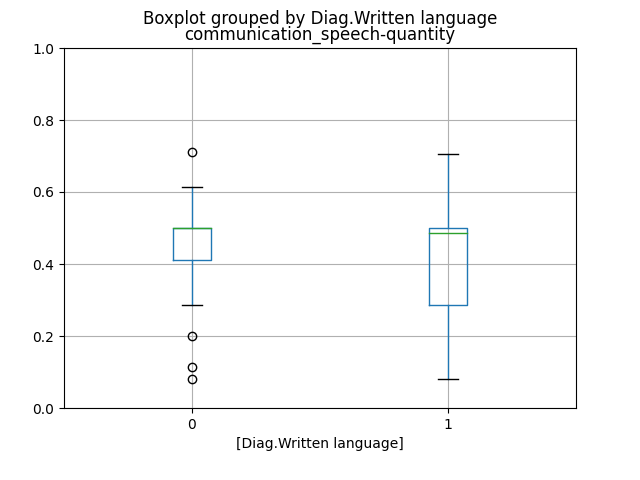 Boxplot grouped by Diag.Written language
communication_speech-quantity
1.0
0.8
0.6
0.4
0.2
0.0
0 1
[Diag.Written language]